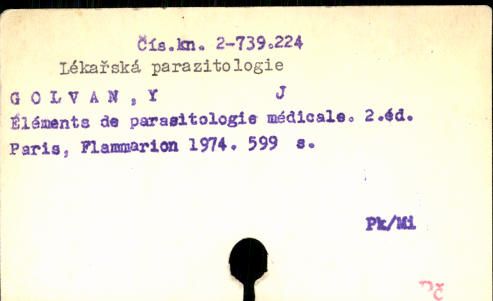 Čís.kn. 2-739.224
Lékařská parazitologie
GOLVAN, Y J
Éléments de parasitologie médicale. 2.éd.
Paris, Flammarion 1974. 599 s.
Pk/Mi